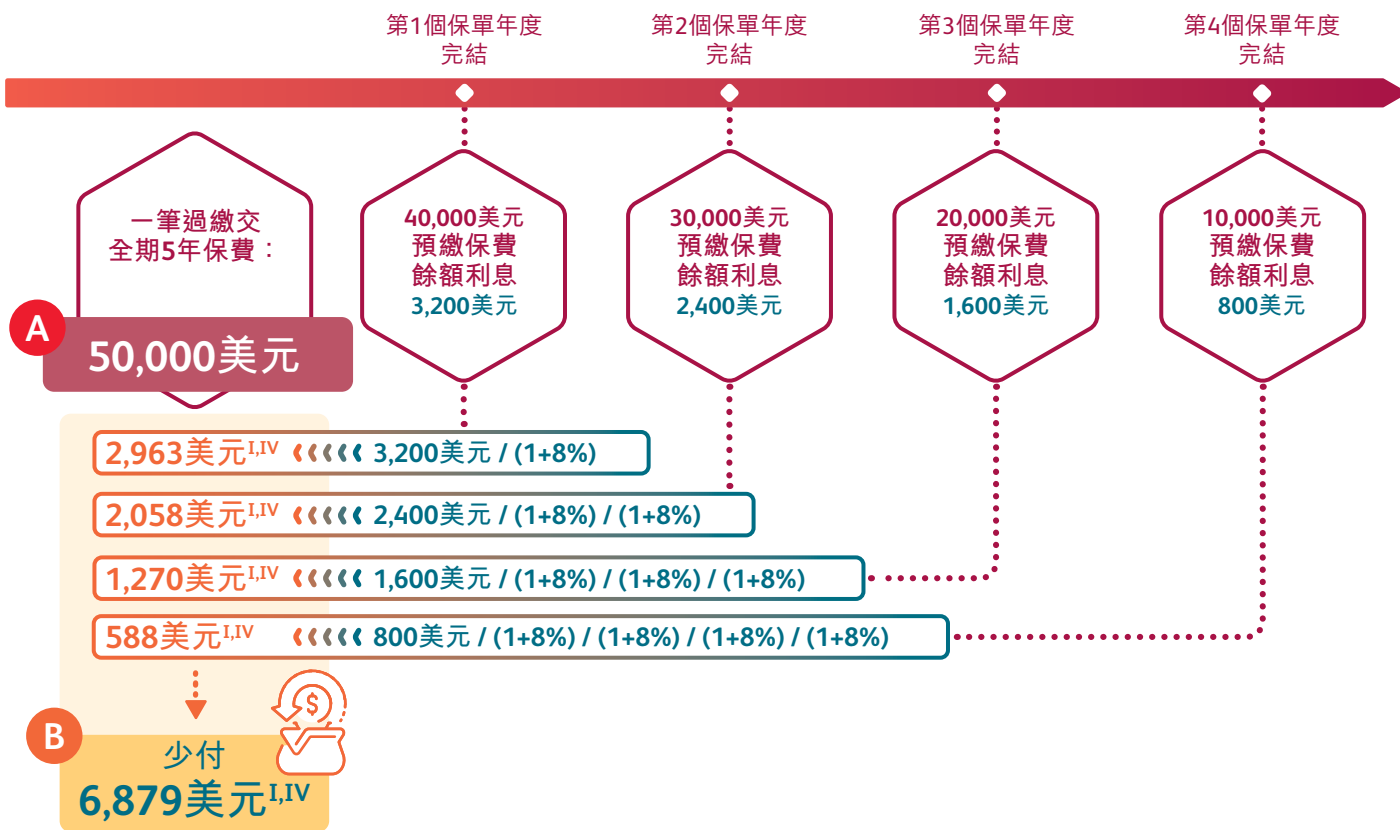 第1個保單年度
完結
第2個保單年度
完結
第3個保單年度
完結
第4個保單年度
完結
一筆過繳交
全期5年保費：
A
50,000美元
40,000美元
預繳保費
餘額利息
3,200美元
30,000美元
預繳保費
餘額利息
2,400美元
20,000美元
預繳保費
餘額利息
1,600美元
10,000美元
預繳保費
餘額利息
800美元
2,963美元I,IV 3,200美元 / (1+8%)
2,058美元I,IV 2,400美元 / (1+8%) / (1+8%)
1,270美元I,IV 1,600美元 / (1+8%) / (1+8%) / (1+8%)
588美元I,IV 800美元 / (1+8%) / (1+8%) / (1+8%) / (1+8%)
$
B
少付
6,879美元I,IV